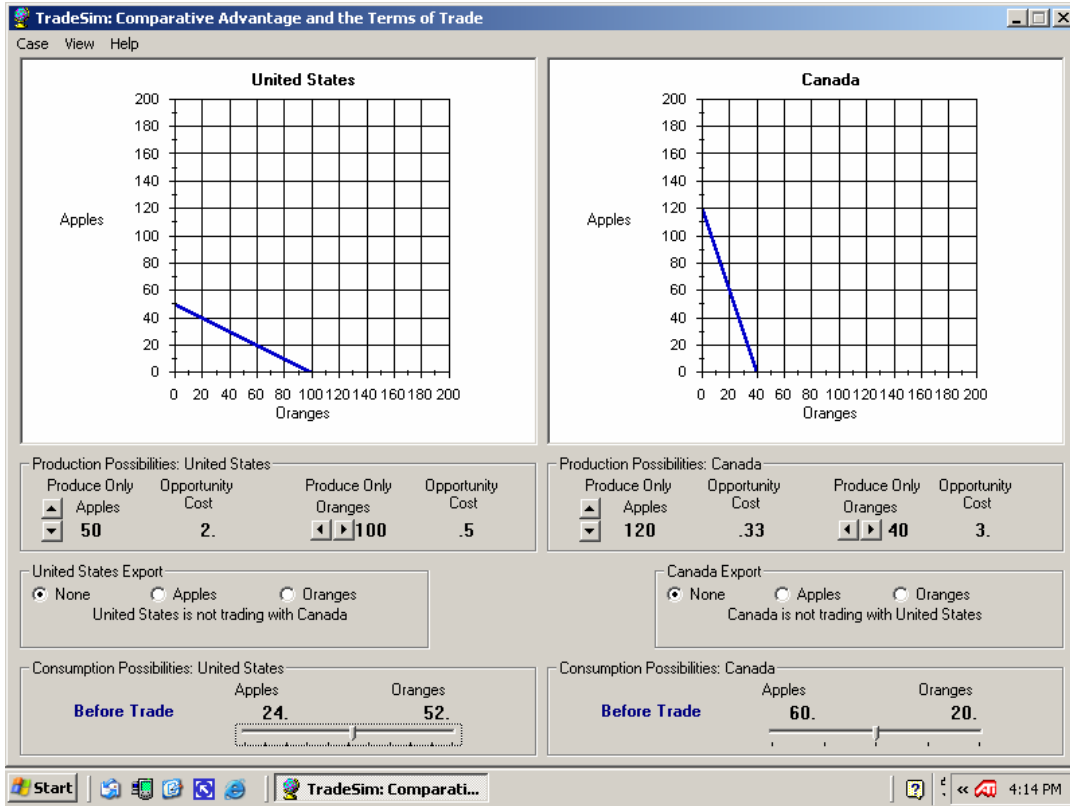 TradeSim: Comparative Advantage and the Terms of Trade
Case View Help
United States
200
180
160
140
120
Apples
100
80
60
40
20
0
0 20 40 60 80 100 120 140 160 180 200
Oranges
Canada
200
180
160
140
120
Apples
100
80
60
40
20
0
0 20 40 60 80 100 120 140 160 180 200
Oranges
Production Possibilities: United States
Produce Only Opportunity Produce Only Opportunity
Apples Cost Oranges Cost
50 2. 100 .5
Production Possibilities: Canada
Produce Only Opportunity Produce Only Opportunity
Apples Cost Oranges Cost
120 .33 40 3.
United States Export
None Apples Oranges
United States is not trading with Canada
Canada Export
None Apples Oranges
Canada is not trading with United States
Consumption Possibilities: United States
Apples Oranges
Before Trade 24. 52.
Consumption Possibilities: Canada
Apples Oranges
Before Trade 60. 20.
Start TradeSim: Comparati... 4:14 PM